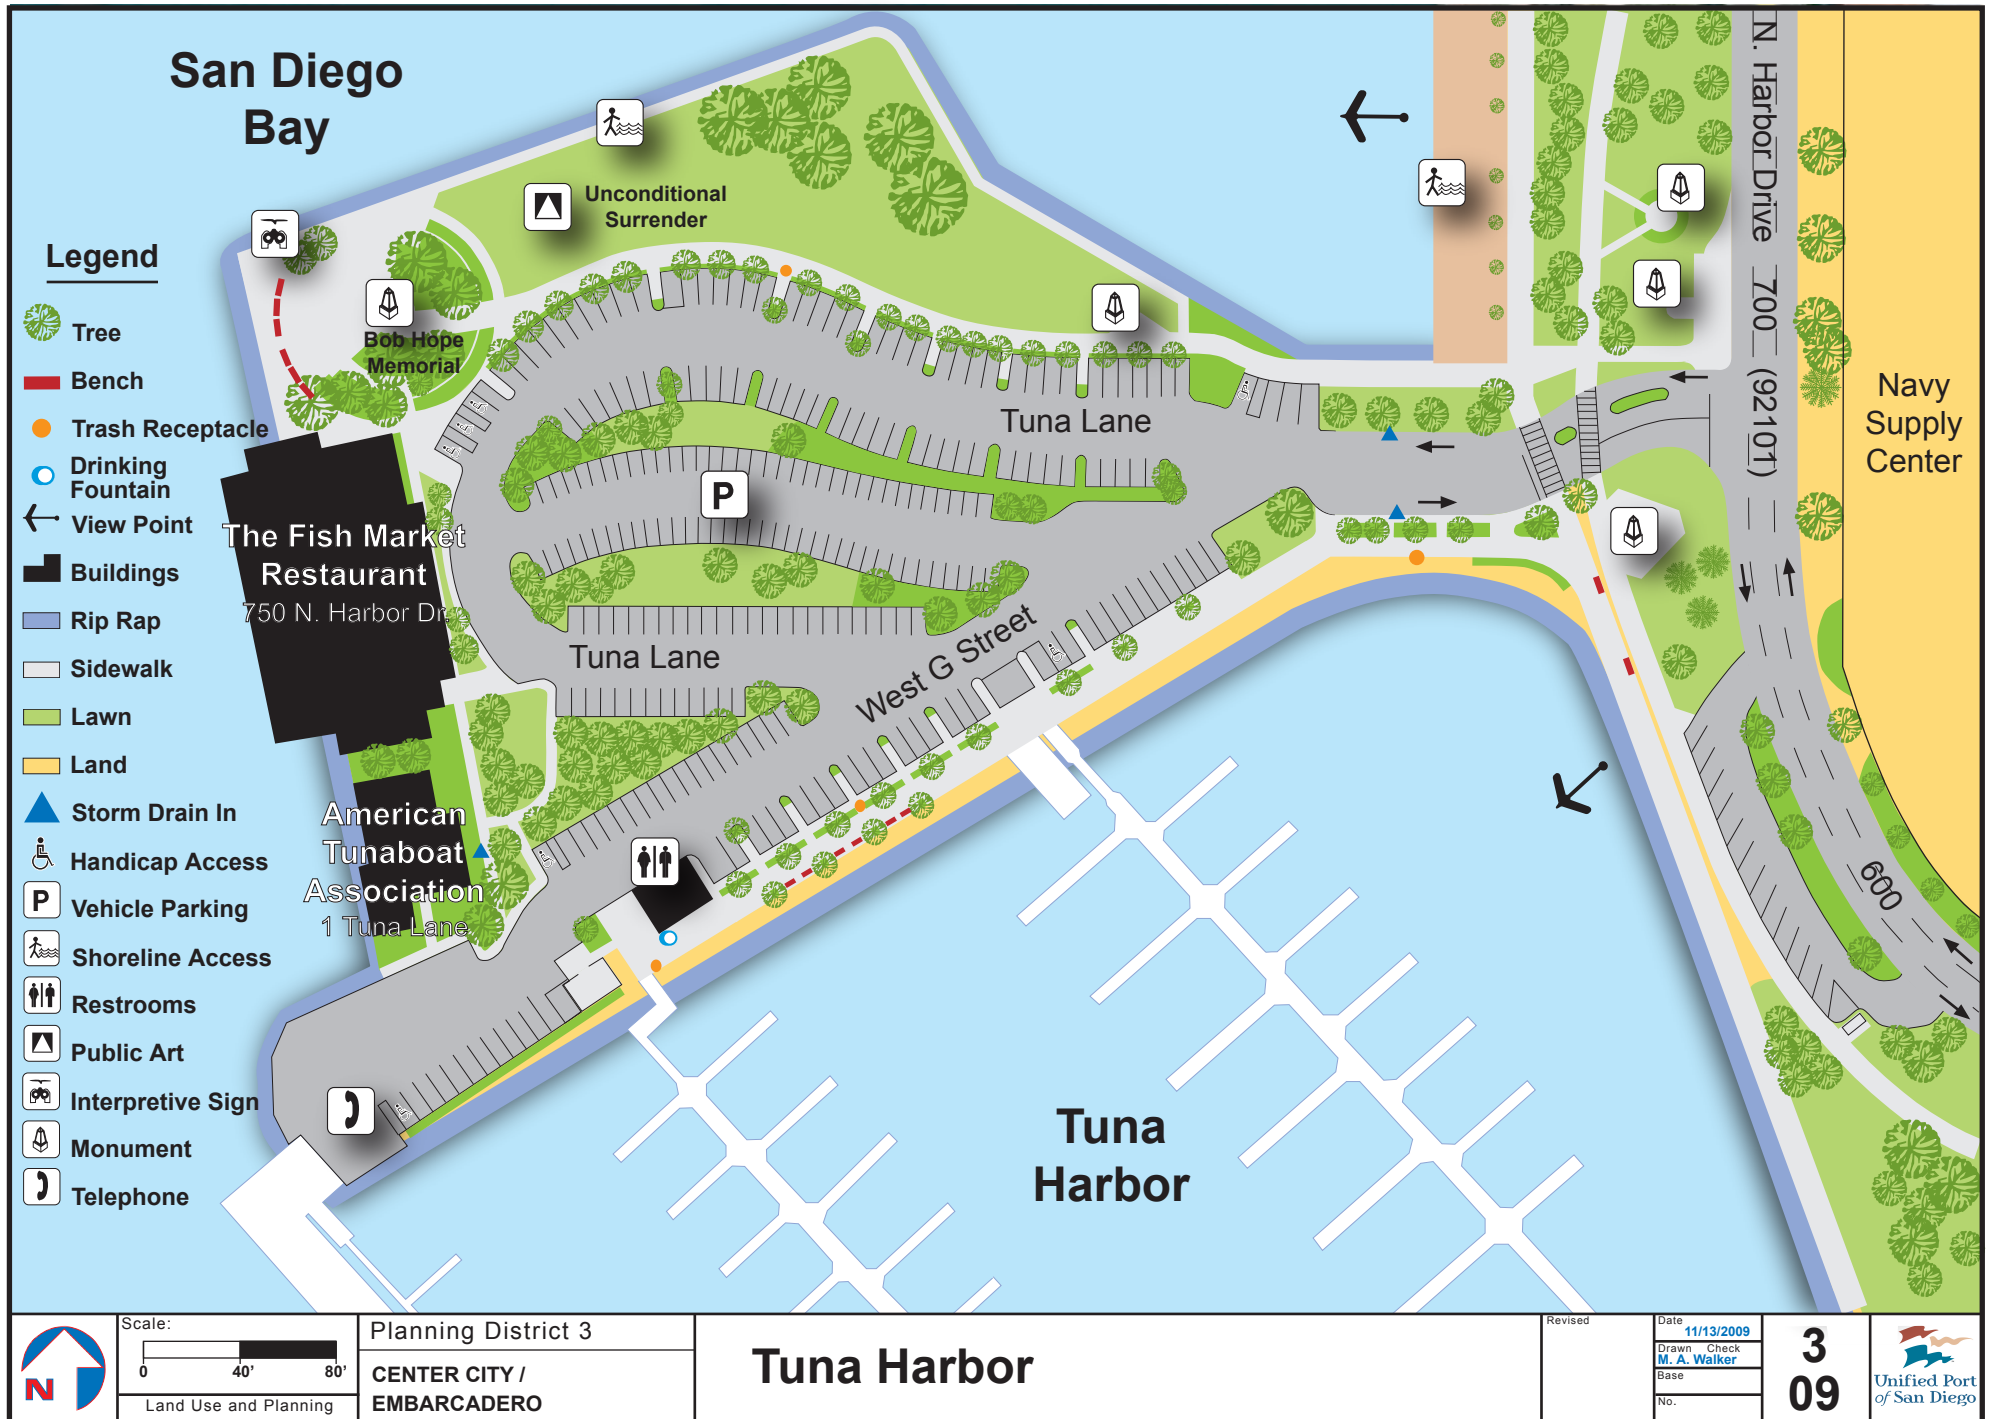 San Diego
Bay
Unconditional
Surrender
Legend
Tree
Bench
Trash Receptacle
Drinking
Fountain
View Point
Buildings
Rip Rap
Sidewalk
Lawn
Land
Storm Drain In
Handicap Access
P
Vehicle Parking
Shoreline Access
Restrooms
Public Art
Interpretive Sign
Monument
Telephone
Bob Hope
Memorial
The Fish Market
Restaurant
750 N. Harbor Dr.
American
Tunaboat
Association
1 Tuna Lane
P
Tuna Lane
Tuna Lane
West G Street
N. Harbor Drive 700 (92101)
600
Navy
Supply
Center
Tuna
Harbor
N
Scale:
0 40' 80'
Land Use and Planning
Planning District 3
CENTER CITY /
EMBARCADERO
Tuna Harbor
Revised
Date
11/13/2009
Drawn Check
M. A. Walker
Base
No.
3
09
Unified Port
of San Diego